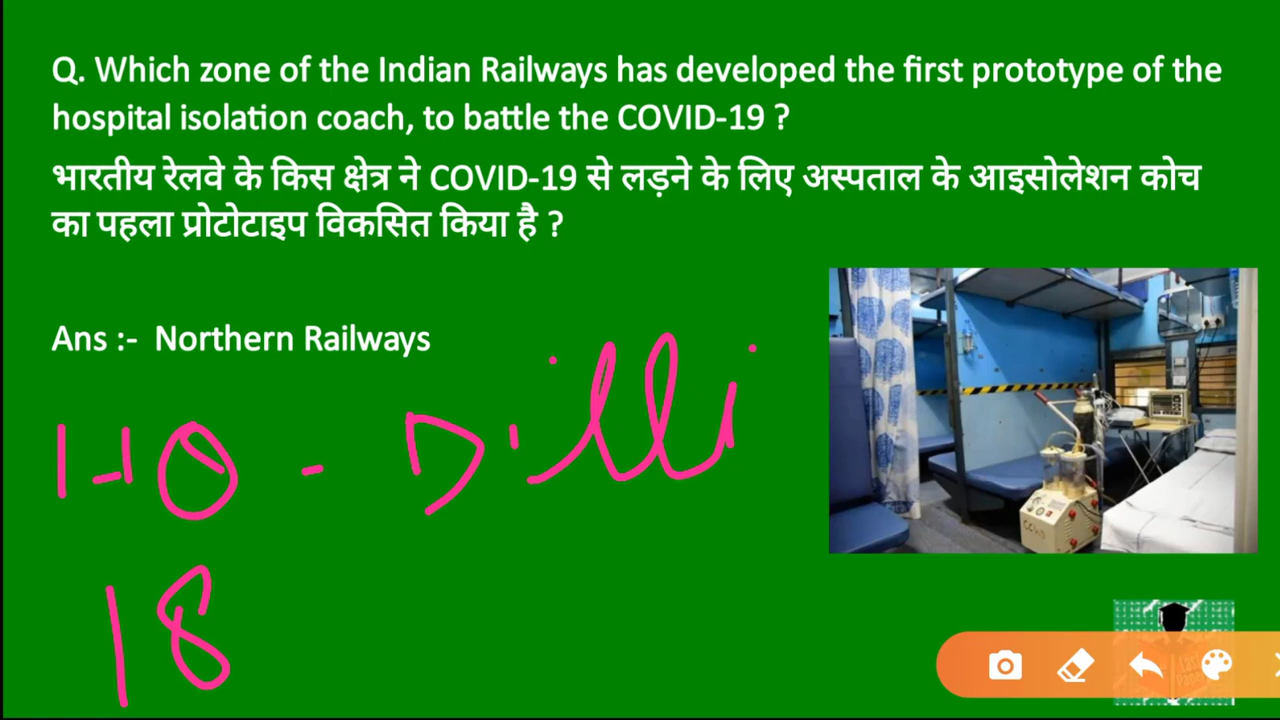 Q. Which zone of the Indian Railways has developed the first prototype of the
hospital isolation coach, to battle the COVID-19 ?
भारतीय रेलवे के किस क्षेत्र ने COVID-19 से लड़ने के लिए अस्पताल के आइसोलेशन कोच
का पहला प्रोटोटाइप विकसित किया है ?
Ans :- Northern Railways
HQ - Dilli
18